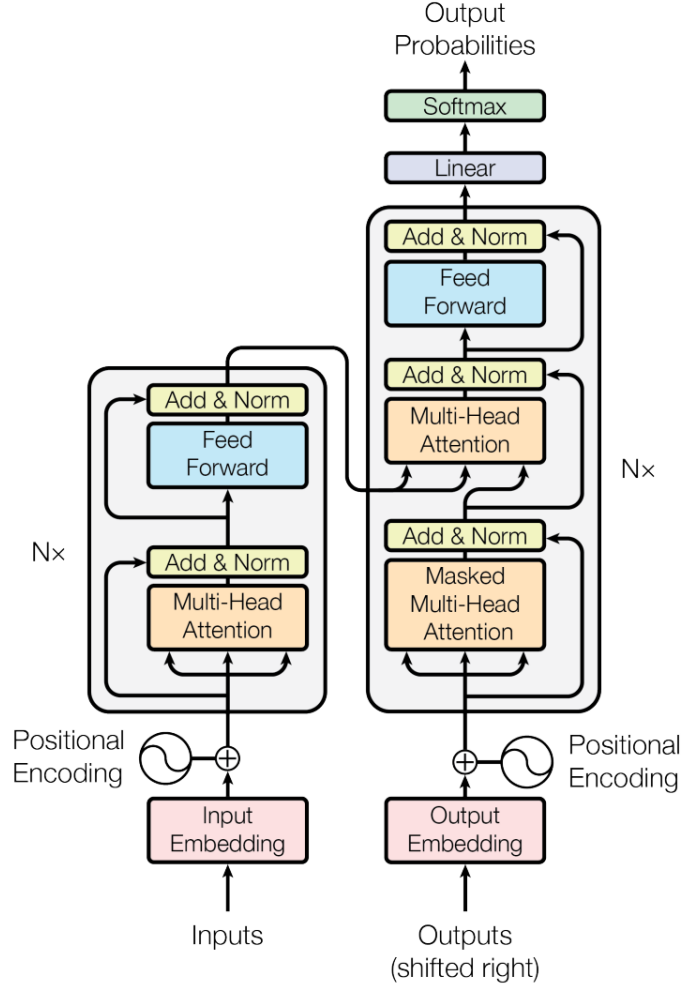 Output
Probabilities
Softmax
Linear
Add & Norm
Feed
Forward
Add & Norm
Multi-Head
Attention
Add & Norm
Masked
Multi-Head
Attention
Nx
Add & Norm
Feed
Forward
Add & Norm
Multi-Head
Attention
Nx
Positional
Encoding
Positional
Encoding
Input
Embedding
Output
Embedding
Inputs
Outputs
(shifted right)